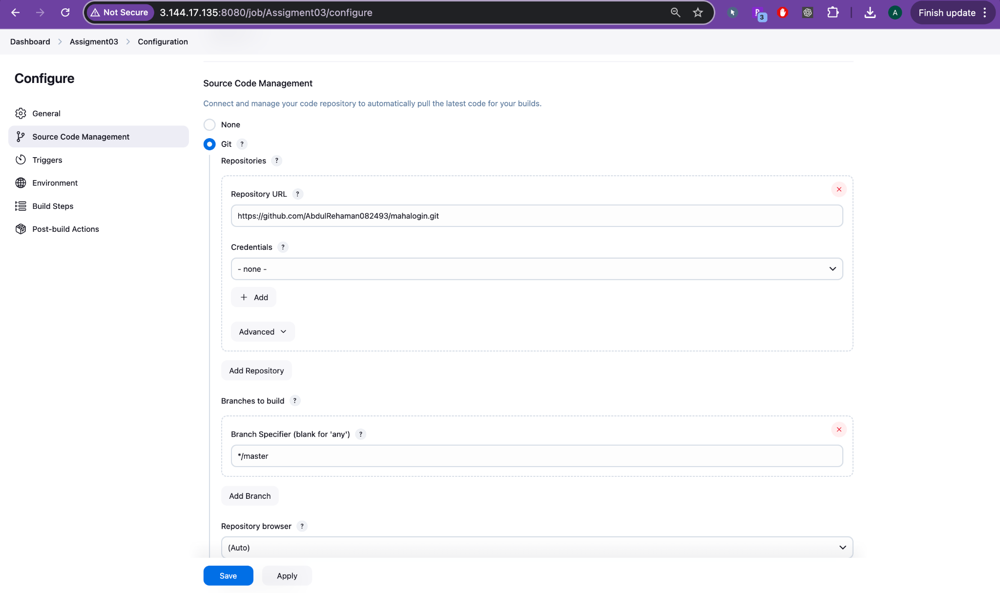 Not Secure 3.144.17.135:8080/job/Assigment03/configure 3 A Finish update
Dashboard Assigment03 Configuration
Configure
General
Source Code Management
Triggers
Environment
Build Steps
Post-build Actions
Source Code Management
Connect and manage your code repository to automatically pull the latest code for your builds.
None
Git ?
Repositories ?
Repository URL ?
https://github.com/AbdulRehaman082493/mahalogin.git
Credentials ?
- none -
Add
Advanced
Add Repository
Branches to build ?
Branch Specifier (blank for 'any') ?
*/master
Add Branch
Repository browser ?
(Auto)
Save Apply